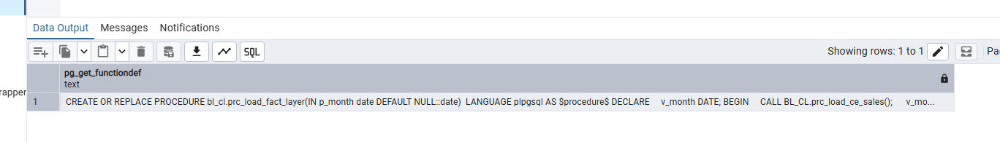 Data Output Messages Notifications
SQL Showing rows: 1 to 1 Pa
pg_get_functiondef
text
rapper
1 CREATE OR REPLACE PROCEDURE bl_cl.prc_load_fact_layer(IN p_month date DEFAULT NULL::date) LANGUAGE plpgsql AS $procedure$ DECLARE v_month DATE; BEGIN CALL BL_CL.prc_load_ce_sales(); v_mo...